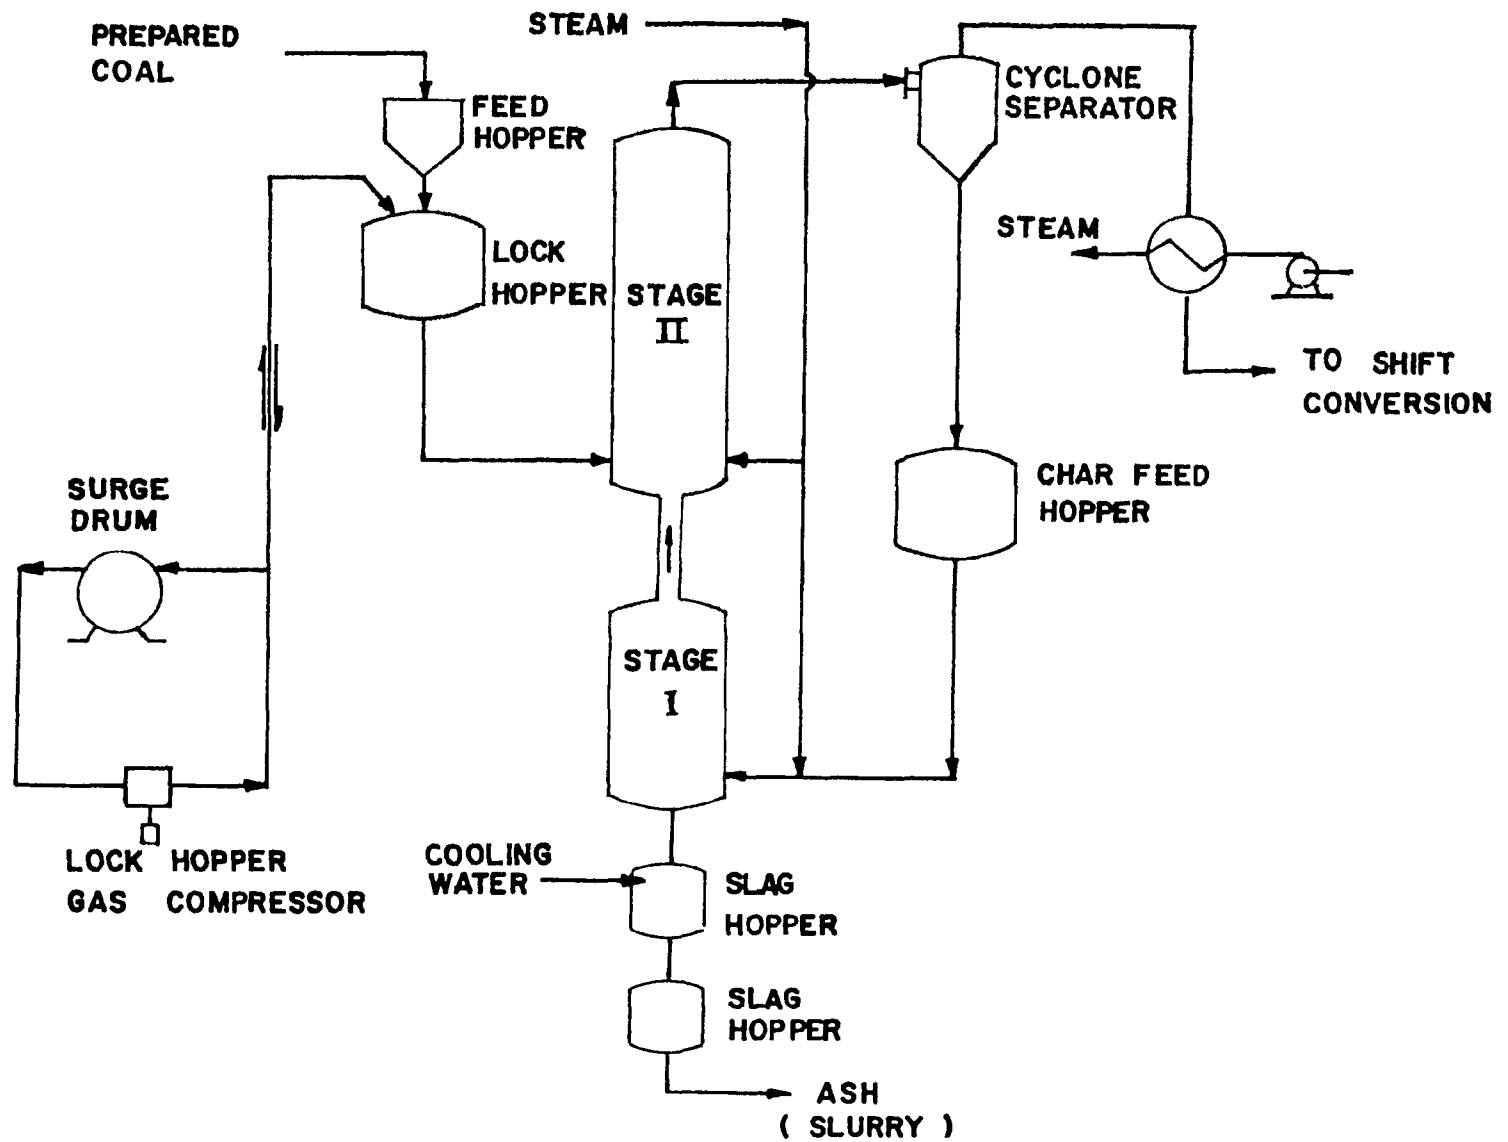 PREPARED
COAL
STEAM
FEED
HOPPER
CYCLONE
SEPARATOR
LOCK
HOPPER
STAGE
II
STEAM
TO SHIFT
CONVERSION
SURGE
DRUM
CHAR FEED
HOPPER
STAGE
I
LOCK HOPPER
GAS COMPRESSOR
COOLING
WATER
SLAG
HOPPER
SLAG
HOPPER
ASH
( SLURRY )